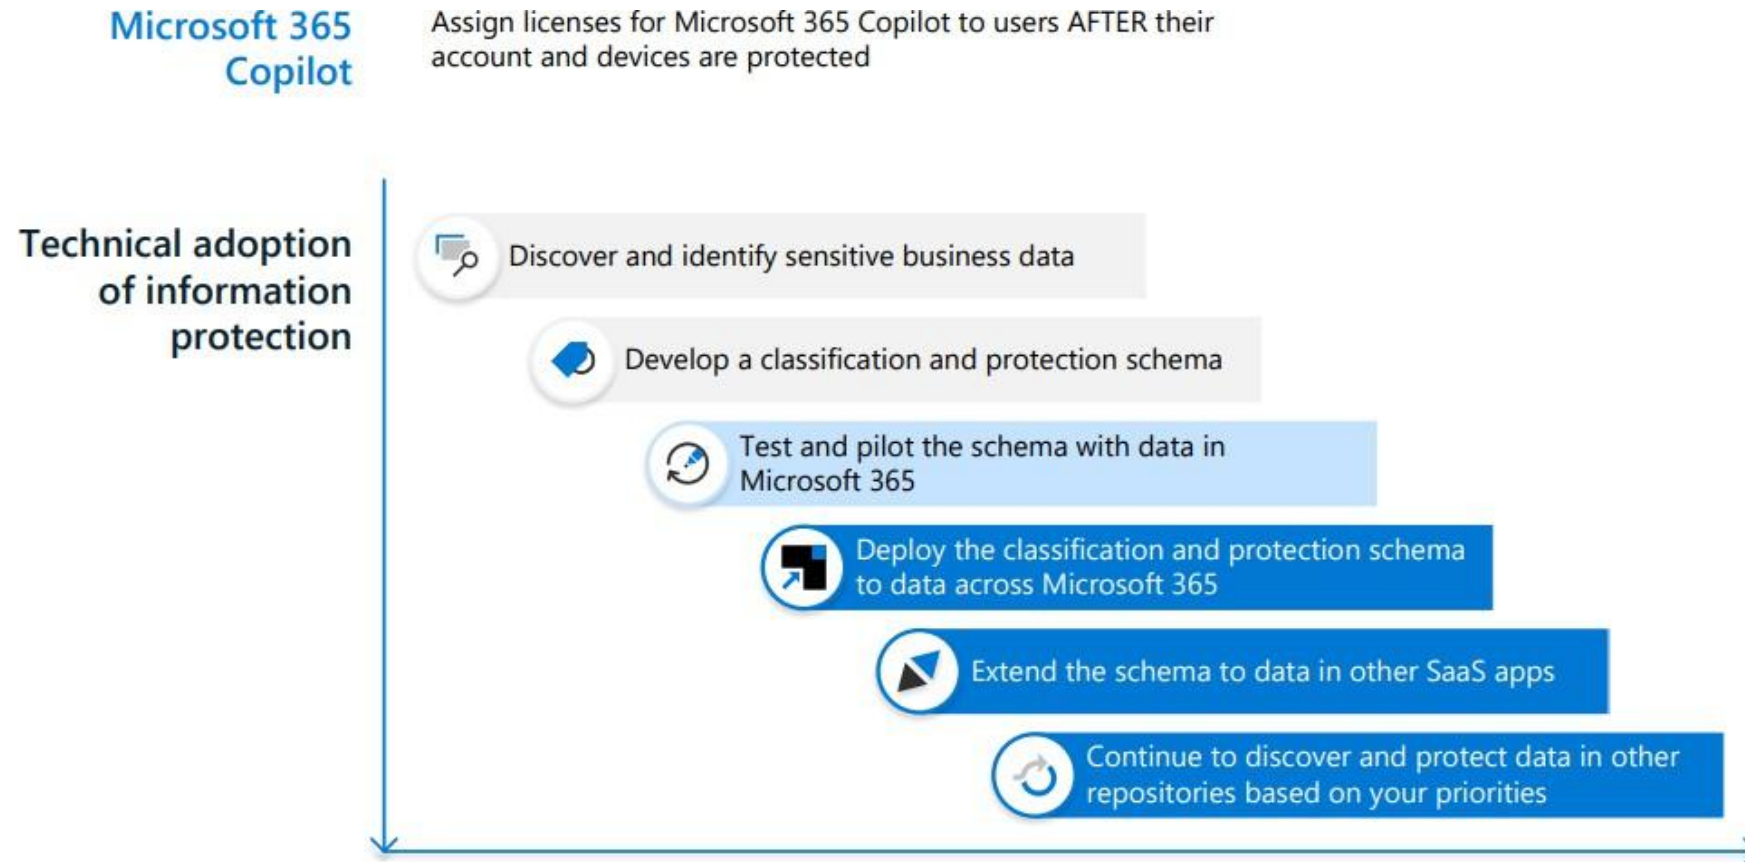 Microsoft 365
Copilot
Assign licenses for Microsoft 365 Copilot to users AFTER their
account and devices are protected
Technical adoption
of information
protection
Discover and identify sensitive business data
Develop a classification and protection schema
Test and pilot the schema with data in
Microsoft 365
Deploy the classification and protection schema
to data across Microsoft 365
Extend the schema to data in other SaaS apps
Continue to discover and protect data in other
repositories based on your priorities